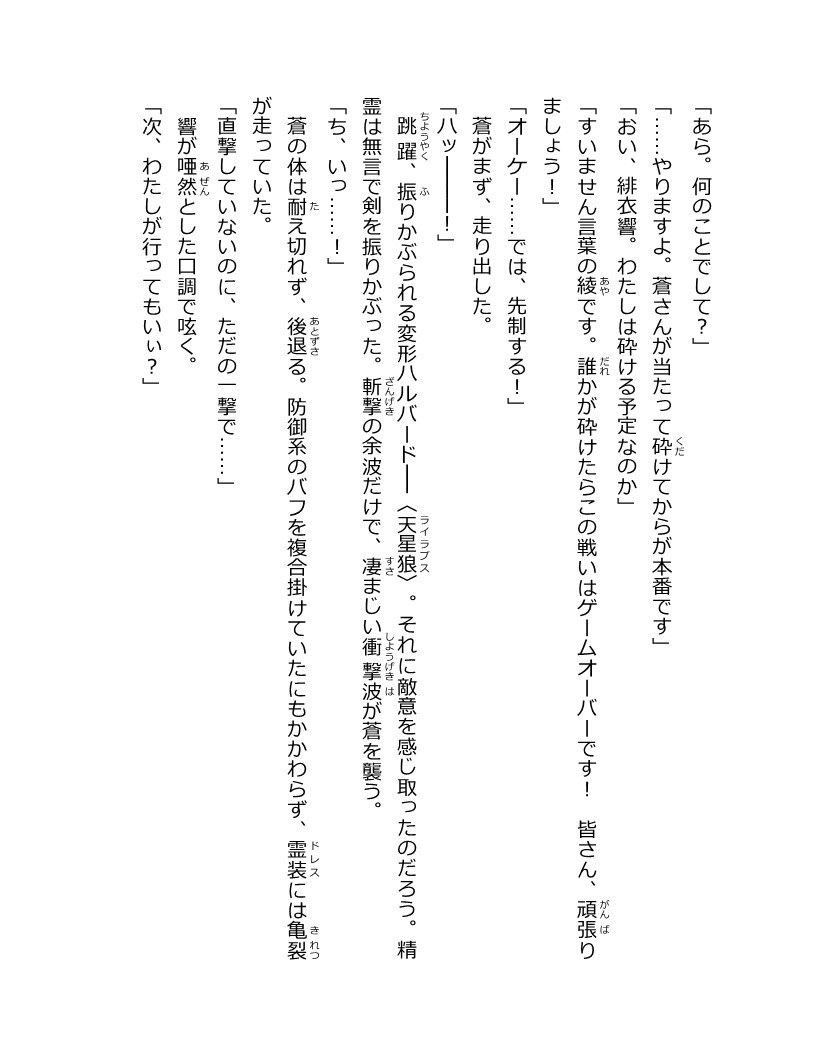 「あら。何のことでして?」
「……やりますよ。蒼さんが当たって砕けてからが本番です」
「おい、緋衣響。わたしは砕ける予定なのか」
「すいません言葉の綾です。誰かが砕けたらこの戦いはゲームオーバーです! 皆さん、頑張り
ましょう!」
「オーケー……では、先制する!」
蒼がまず、走り出した。
「ハッ――――!」
跳躍、振りかぶられる変形ハルバード――〈天星狼〉。それに敵意を感じ取ったのだろう。精
霊は無言で剣を振りかぶった。斬撃の余波だけで、凄まじい衝撃波が蒼を襲う。
「ち、いっ……!」
蒼の体は耐え切れず、後退る。防御系のバフを複合掛けていたにもかかわらず、霊装には亀裂
が走っていた。
「直撃していないのに、ただの一撃で……」
響が唖然とした口調で呟く。
「次、わたしが行ってもいぃ?」